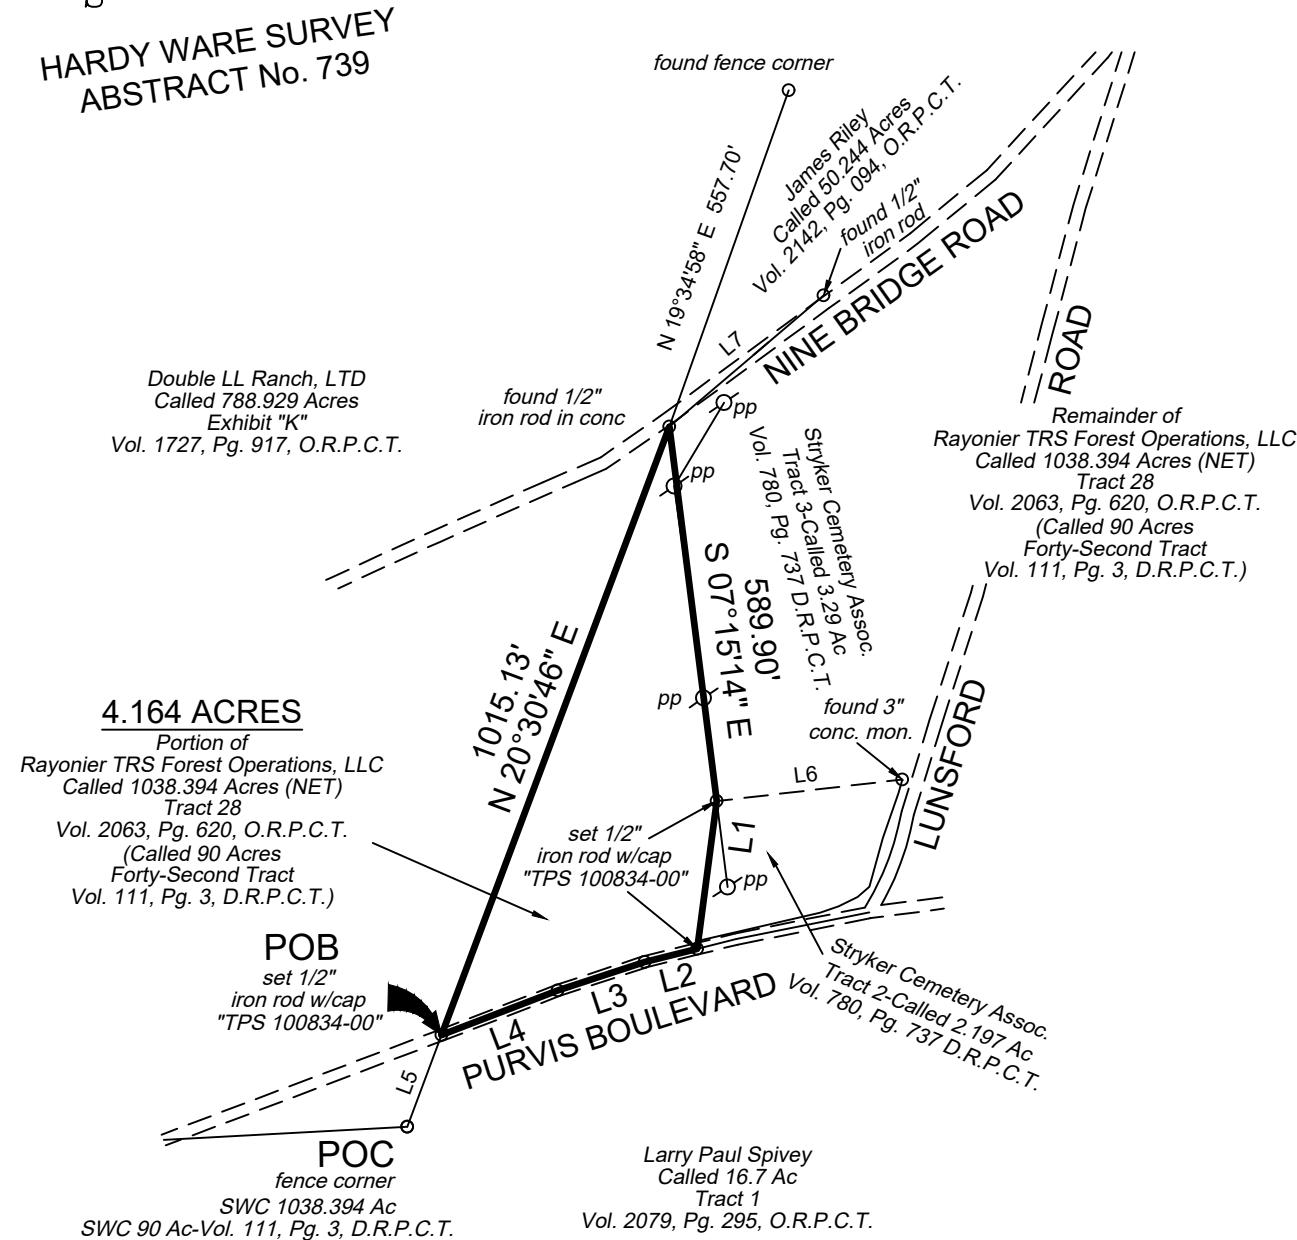 S
HARDY WARE SURVEY
ABSTRACT No. 739
found fence corner
N 19°34'58" E 557.70'
James Riley
Called 50.244 Acres
Vol. 2142, Pg. 094, O.R.P.C.T.
found 1/2"
iron rod
L7
NINE BRIDGE ROAD
ROAD
Double LL Ranch, LTD
Called 788.929 Acres
Exhibit "K"
Vol. 1727, Pg. 917, O.R.P.C.T.
found 1/2"
iron rod in conc
pp
pp
Stryker Cemetery Assoc.
Tract 3-Called 3.29 Ac
Vol. 780, Pg. 737 D.R.P.C.T.
Remainder of
Rayonier TRS Forest Operations, LLC
Called 1038.394 Acres (NET)
Tract 28
Vol. 2063, Pg. 620, O.R.P.C.T.
(Called 90 Acres
Forty-Second Tract
Vol. 111, Pg. 3, D.R.P.C.T.)
589.90'
S 07°15'14" E
1015.13'
N 20°30'46" E
pp
found 3"
conc. mon.
L6
LUNSFORD
4.164 ACRES
Portion of
Rayonier TRS Forest Operations, LLC
Called 1038.394 Acres (NET)
Tract 28
Vol. 2063, Pg. 620, O.R.P.C.T.
(Called 90 Acres
Forty-Second Tract
Vol. 111, Pg. 3, D.R.P.C.T.)
set 1/2"
iron rod w/cap
"TPS 100834-00"
L1
pp
POB
set 1/2"
iron rod w/cap
"TPS 100834-00"
L2
L3
L4
PURVIS BOULEVARD
Stryker Cemetery Assoc.
Tract 2-Called 2.197 Ac
Vol. 780, Pg. 737 D.R.P.C.T.
L5
POC
fence corner
SWC 1038.394 Ac
SWC 90 Ac-Vol. 111, Pg. 3, D.R.P.C.T.
Larry Paul Spivey
Called 16.7 Ac
Tract 1
Vol. 2079, Pg. 295, O.R.P.C.T.